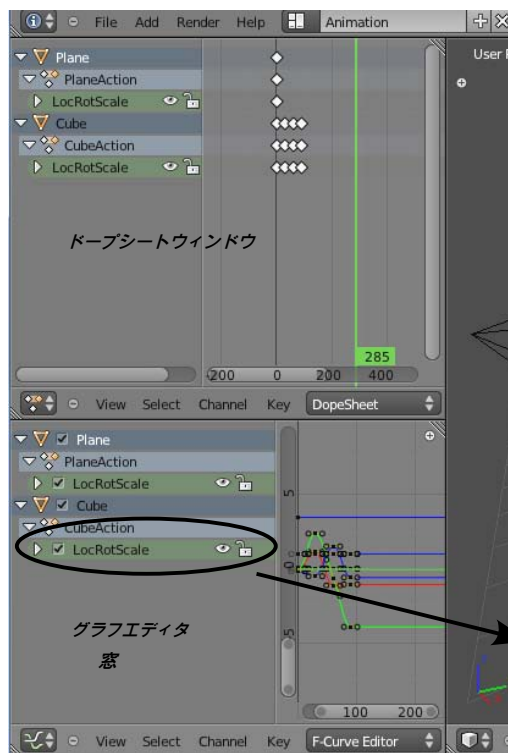 File Add Render Help Animation
Plane
PlaneAction
LocRotScale
Cube
CubeAction
LocRotScale
ドープシートウィンドウ
285
-200 0 200 400
View Select Channel Key DopeSheet
User
Plane
PlaneAction
LocRotScale
Cube
CubeAction
LocRotScale
グラフエディタ
窓
5
0
100 200
View Select Channel Key F-Curve Editor